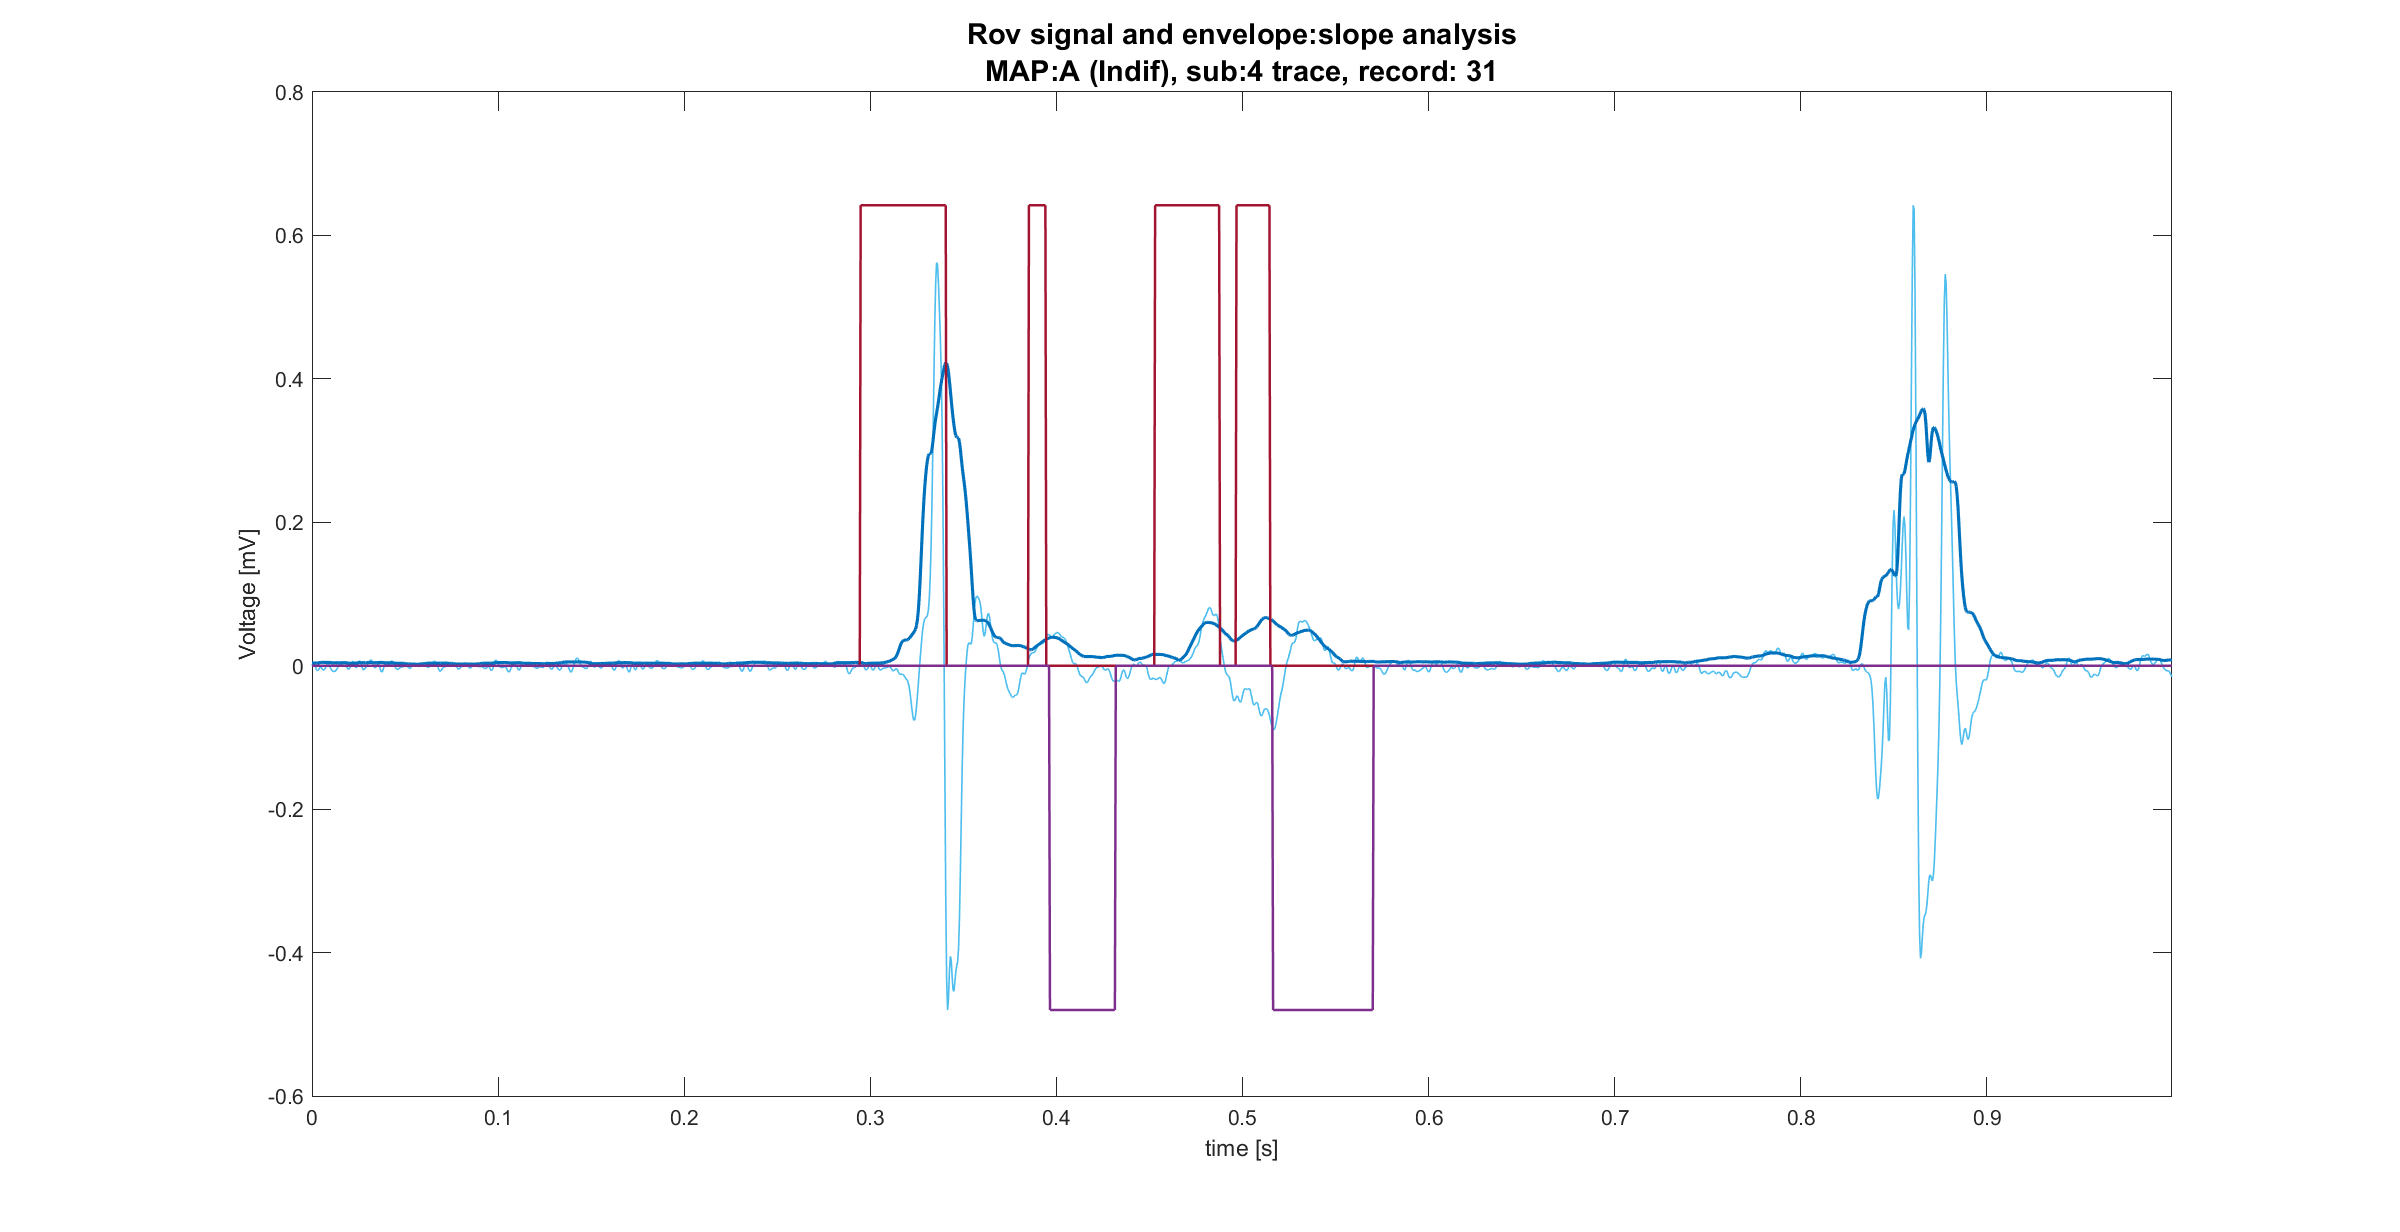 Rov signal and envelope:slope analysis
MAP:A (Indif), sub:4 trace, record: 31
0.8
0.6
0.4
0.2
0
-0.2
-0.4
-0.6
Voltage [mV]
0 0.1 0.2 0.3 0.4 0.5 0.6 0.7 0.8 0.9
time [s]